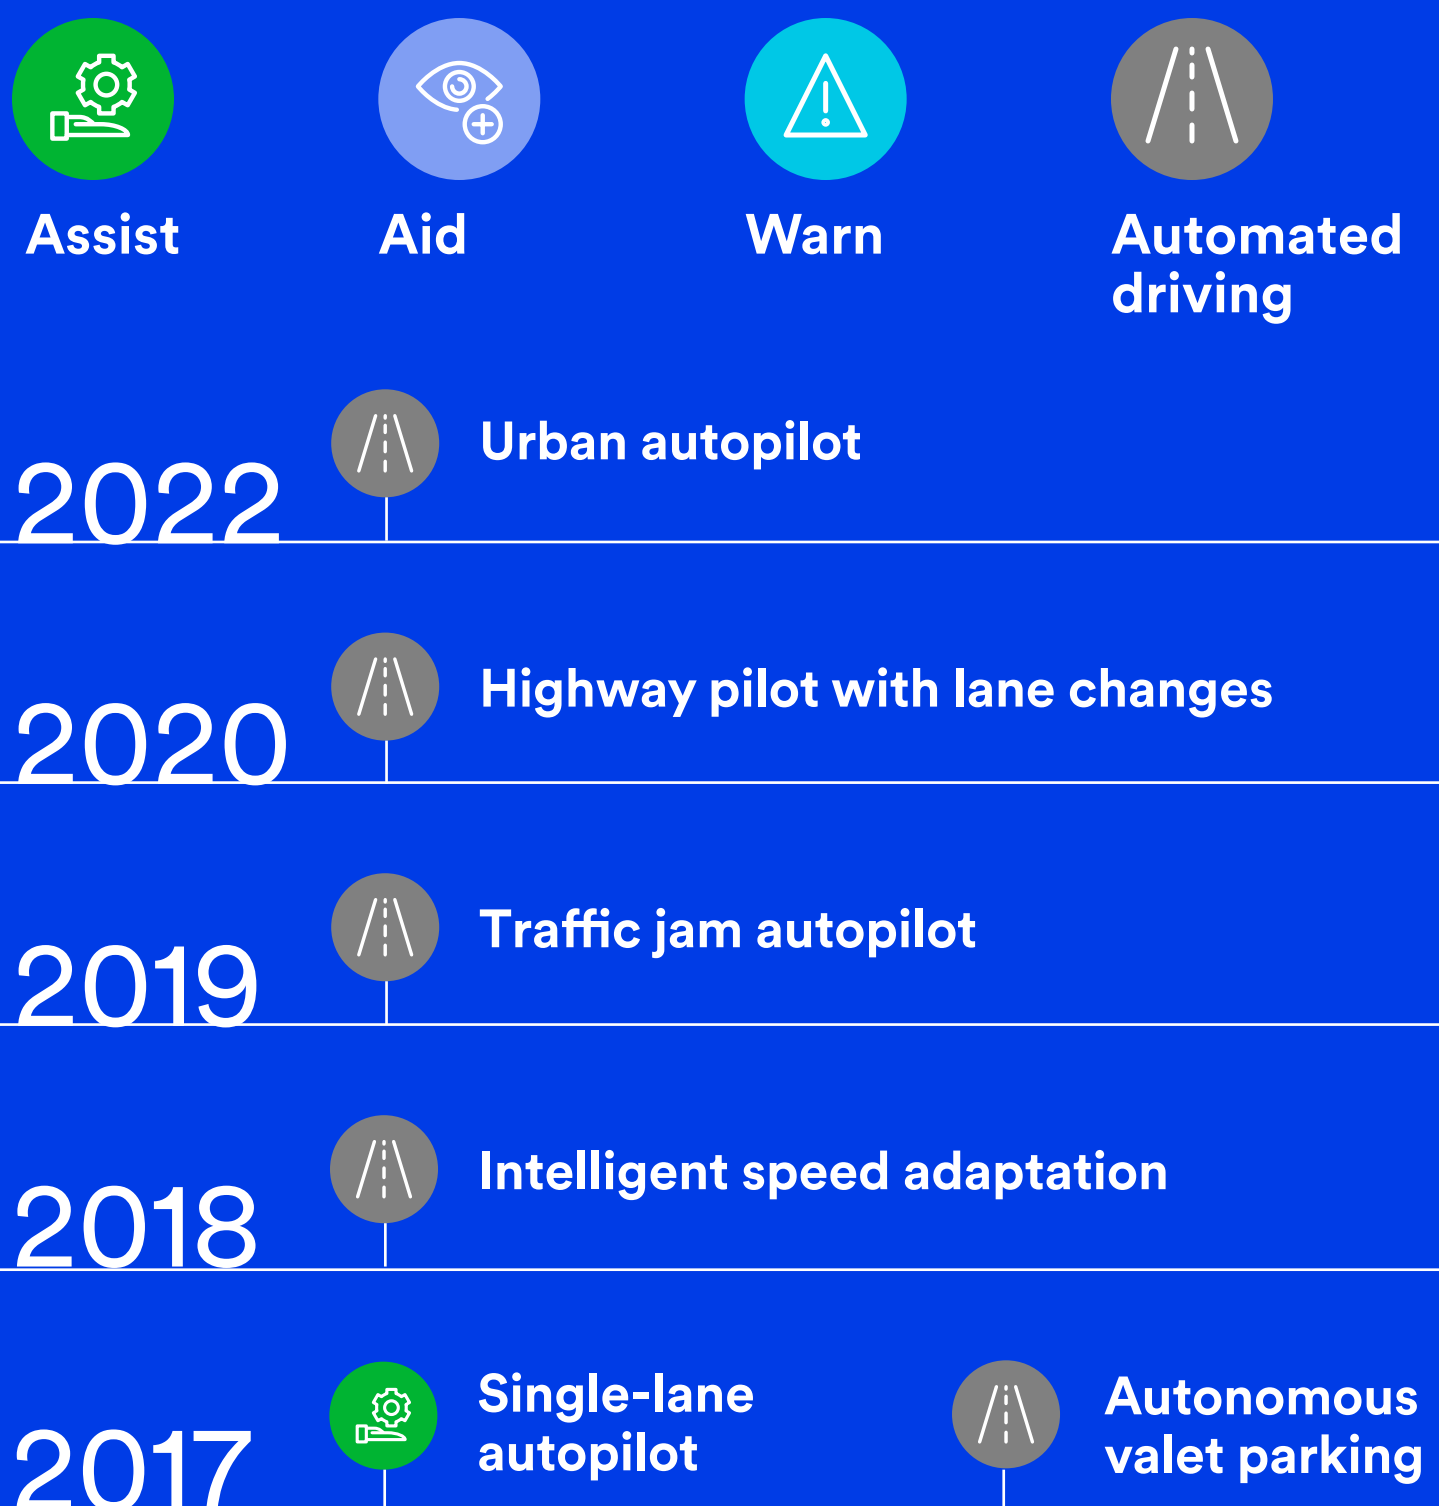 Assist
Aid
Warn
Automated
driving
2022
Urban autopilot
2020
Highway pilot with lane changes
2019
Traffic jam autopilot
2018
Intelligent speed adaptation
2017
Single-lane
autopilot
Autonomous
valet parking